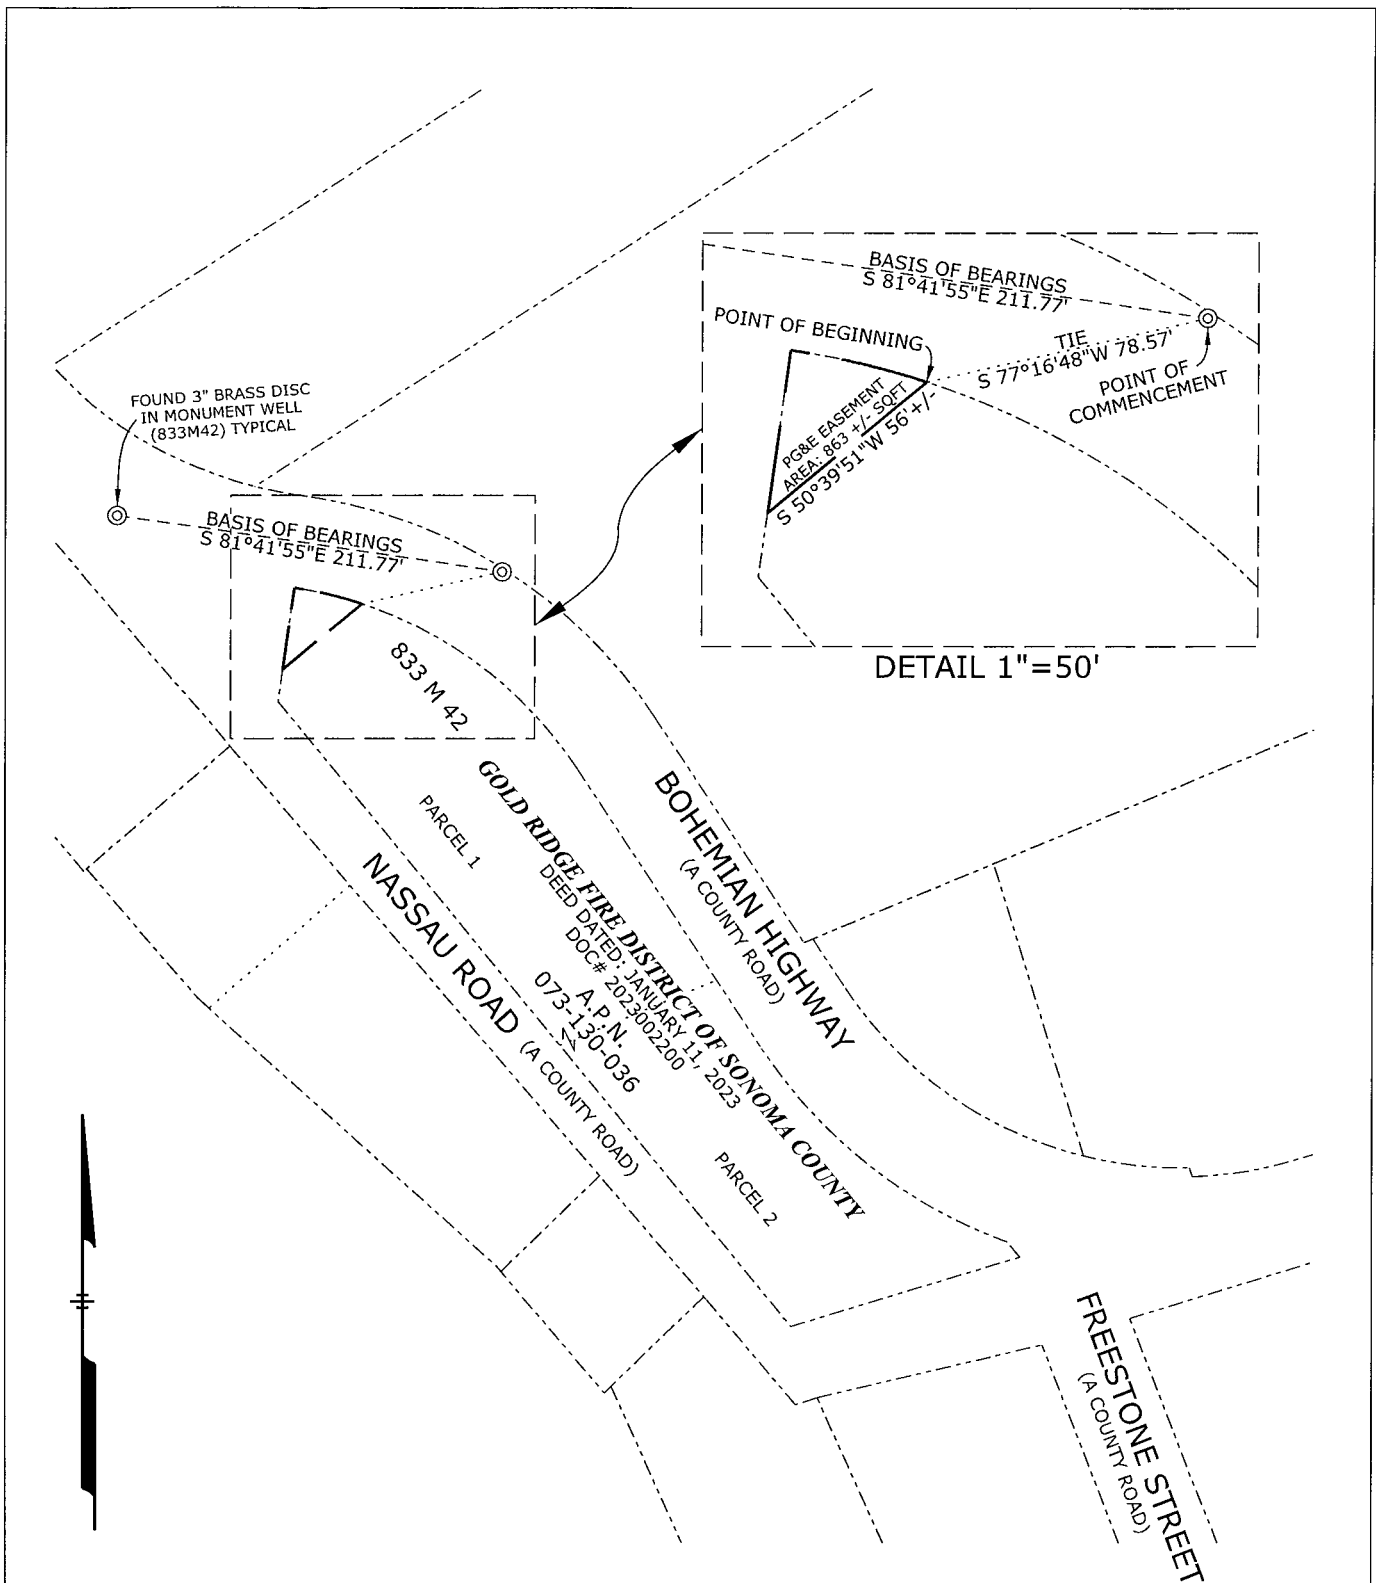 BASIS OF BEARINGS
S 81°41'55"E 211.77'
POINT OF BEGINNING
TIE
S 77°16'48"W 78.57'
POINT OF
COMMENCEMENT
PG&E EASEMENT
AREA: 863 +/- SQFT
S 50°39'51"W 56'+/-
DETAIL 1"=50'
FOUND 3" BRASS DISC
IN MONUMENT WELL
(833M42) TYPICAL
BASIS OF BEARINGS
S 81°41'55"E 211.77'
833 M 42
PARCEL 1
GOLD RIDGE FIRE DISTRICT OF SONOMA COUNTY
DEED DATED: JANUARY 11, 2023
DOC# 2023002200
A.P.N.
073-130-036
PARCEL 2
BOHEMIAN HIGHWAY
(A COUNTY ROAD)
NASSAU ROAD (A COUNTY ROAD)
FREESTONE STREET
(A COUNTY ROAD)